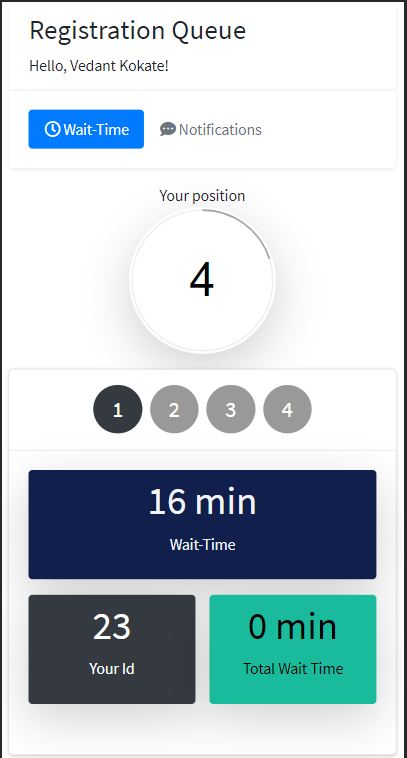 Registration Queue
Hello, Vedant Kokate!
Wait-Time Notifications
Your position
4
1 2 3 4
16 min
Wait-Time
23 0 min
Your Id Total Wait Time